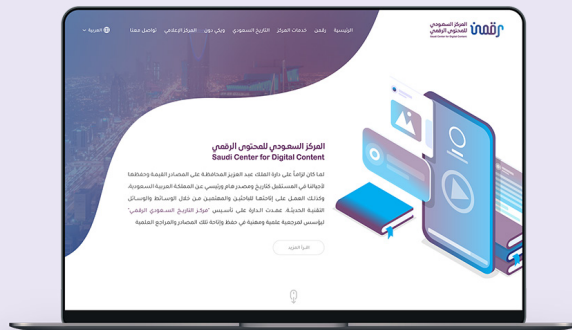 رقمن
المركز السعودي
للمحتوى الرقمي
Saudi Center for Digital Content
الرئيسية
رقمن
خدمات المركز
التاريخ السعودي
ويكي دون
المركز الإعلامي
تواصل معنا
العربية
المركز السعودي للمحتوى الرقمي
Saudi Center for Digital Content
لما كان لزاماً على دارة الملك عبد العزيز المحافظة على المصادر القيمة وحفظها
لأجيالنا في المستقبل كتاريخ ومصدر هام ورئيسي عن المملكة العربية السعودية،
وكذلك العمل على إتاحتها للباحثين والمهتمين من خلال الوسائط والوسائل
التقنية الحديثة. عمدت الدارة على تأسيس "مركز التاريخ السعودي الرقمي"
ليؤسس لمرجعية علمية ومهنية في حفظ وإتاحة تلك المصادر والمراجع العلمية
اقرأ المزيد